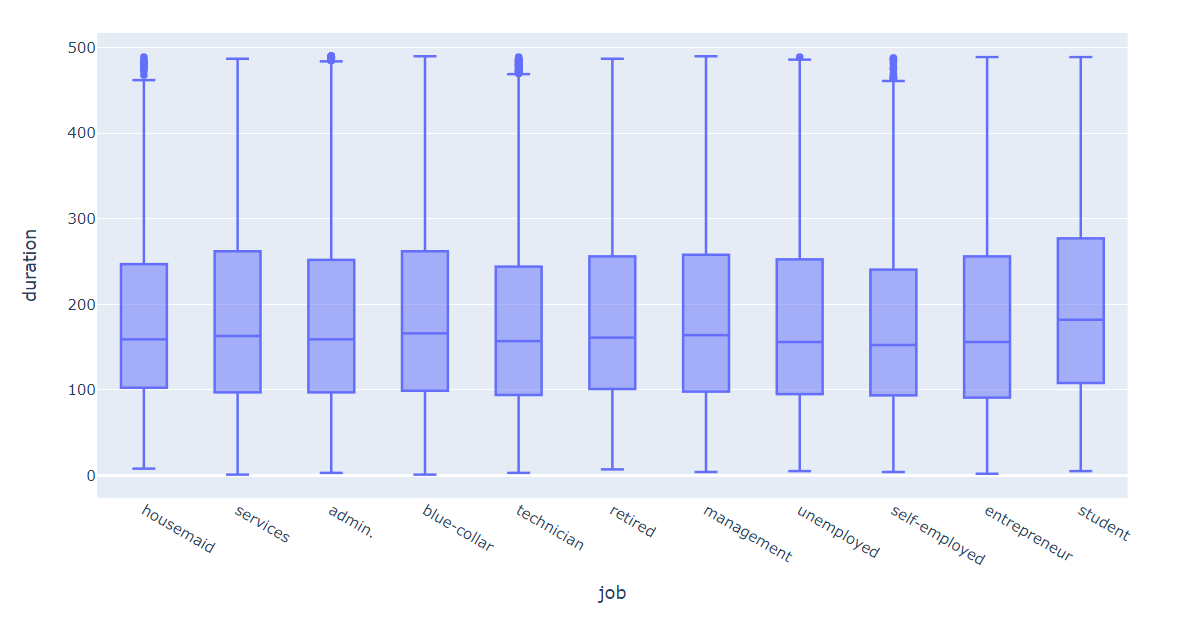 500
400
300
200
100
0
duration
housemaid
services
admin.
blue-collar
technician
retired
management
unemployed
self-employed
entrepreneur
student
job